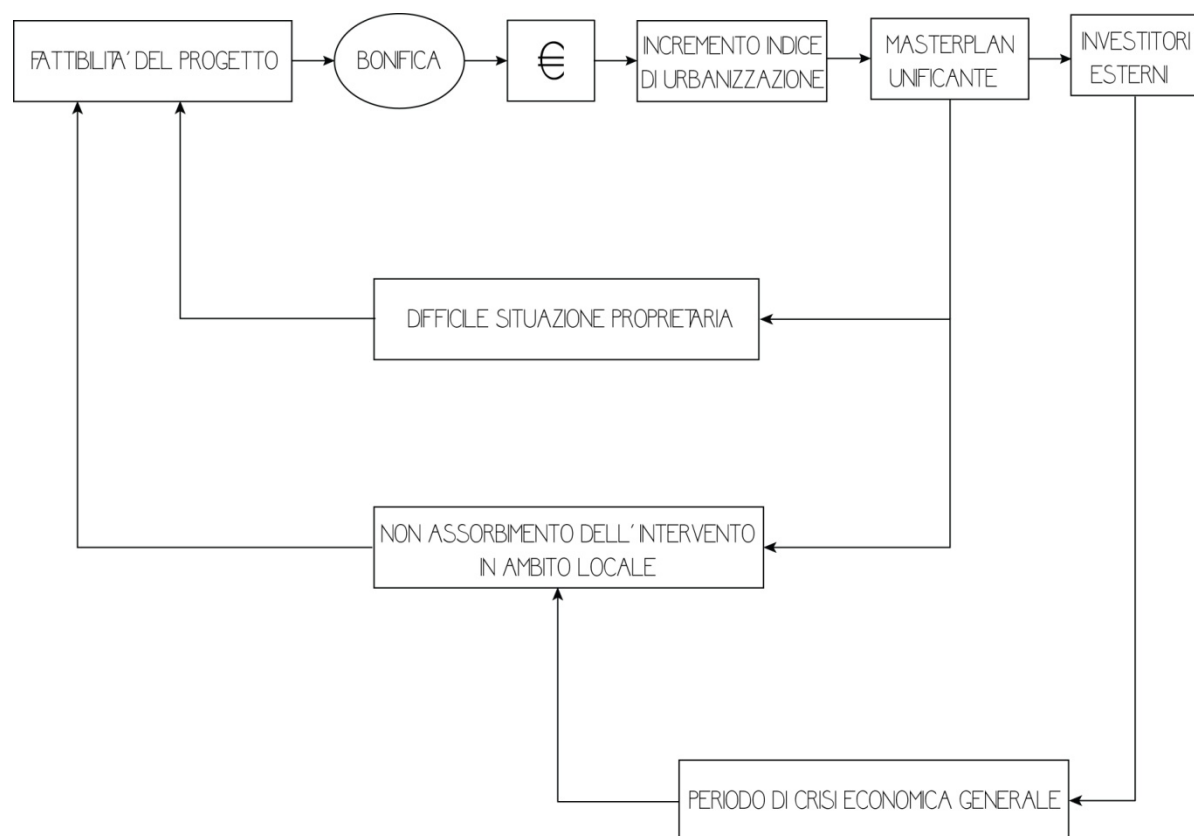 FATTIBILITA' DEL PROGETTO
BONIFICA
€
INCREMENTO INDICE
DI URBANIZZAZIONE
MASTERPLAN
UNIFICANTE
INVESTITORI
ESTERNI
DIFFICILE SITUAZIONE PROPRIETARIA
NON ASSORBIMENTO DELL'INTERVENTO
IN AMBITO LOCALE
PERIODO DI CRISI ECONOMICA GENERALE